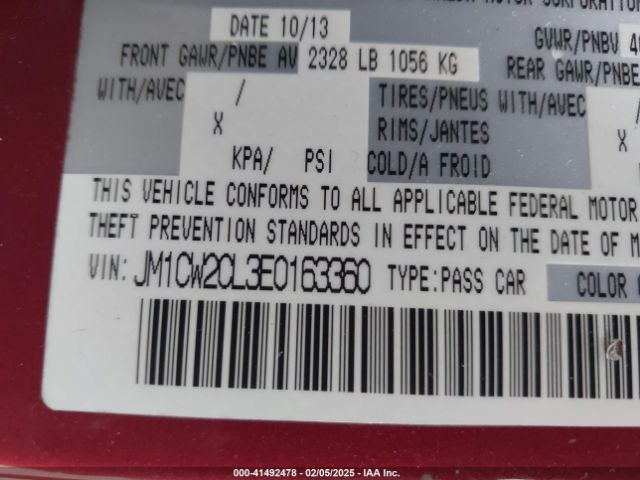 MOTOR CORPORATION
DATE 10/13
GVWR/PNBV
FRONT GAWR/PNBE AV 2328 LB 1056 KG
REAR GAWR/PNBE
WITH/AVEC / TIRES/PNEUS WITH/AVEC /
X RIMS/JANTES X
KPA/ PSI COLD/A FROID
THIS VEHICLE CONFORMS TO ALL APPLICABLE FEDERAL MOTOR
THEFT PREVENTION STANDARDS IN EFFECT ON THE DATE OF M
VIN: JM1CW2CL3E0163360 TYPE:PASS CAR COLOR
000-41492478 - 02/05/2025 - IAA Inc.